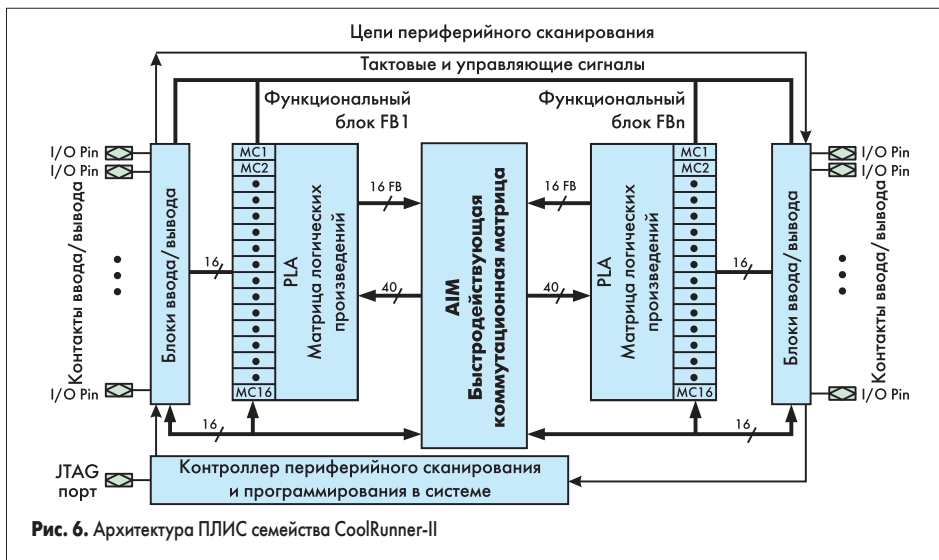 Цепи периферийного сканирования
Тактовые и управляющие сигналы
Функциональный
блок FB1
Функциональный
блок FBn
I/O Pin
I/O Pin
Контакты ввода/вывода
I/O Pin
Блоки ввода/вывода
16
MC1
MC2
MC16
PLA
Матрица логических
произведений
16 FB
40
AIM
Быстродействующая
коммутационная матрица
16 FB
40
PLA
Матрица логических
произведений
MC1
MC2
MC16
16
Блоки ввода/вывода
I/O Pin
I/O Pin
Контакты ввода/вывода
I/O Pin
16
16
JTAG
порт
Контроллер периферийного сканирования
и программирования в системе
Рис. 6. Архитектура ПЛИС семейства CoolRunner-II